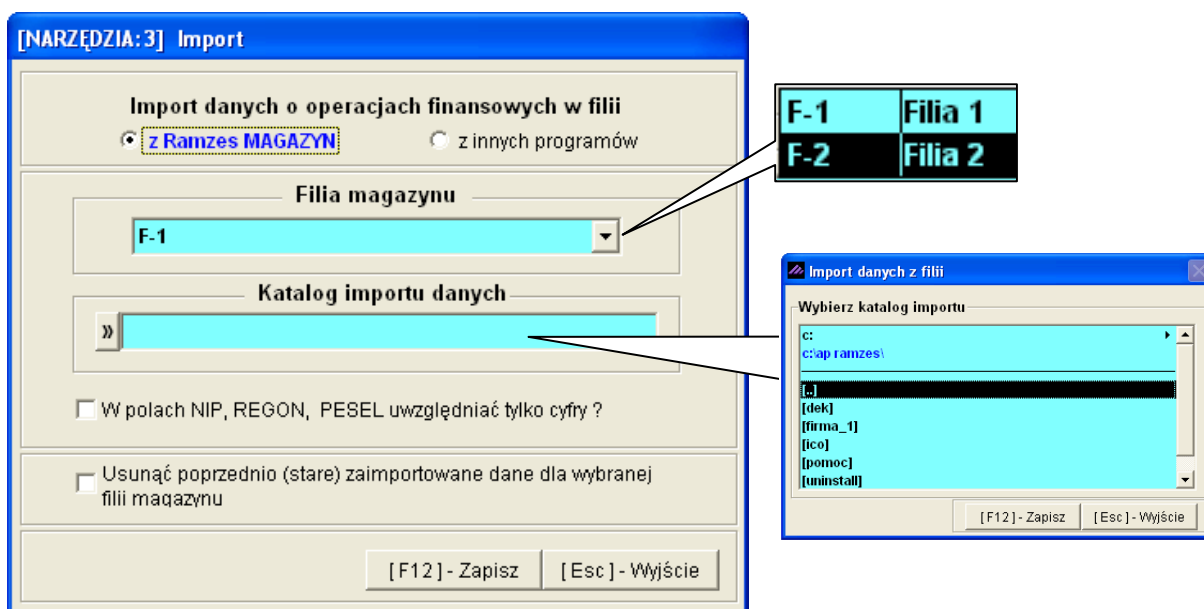 [NARZĘDZIA:3] Import
Import danych o operacjach finansowych w filii
z Ramzes MAGAZYN z innych programów
Filia magazynu
F-1
Katalog importu danych
»
W polach NIP, REGON, PESEL uwzględniać tylko cyfry ?
Usunąć poprzednio (stare) zaimportowane dane dla wybranej
filii magazynu
[F12] - Zapisz [Esc] - Wyjście
F-1 Filia 1
F-2 Filia 2
Import danych z filii
Wybierz katalog importu
c:
c:\ap ramzes\
[..]
[dek]
[firma_1]
[ico]
[pomoc]
[uninstall]
[F12] - Zapisz [Esc] - Wyjście